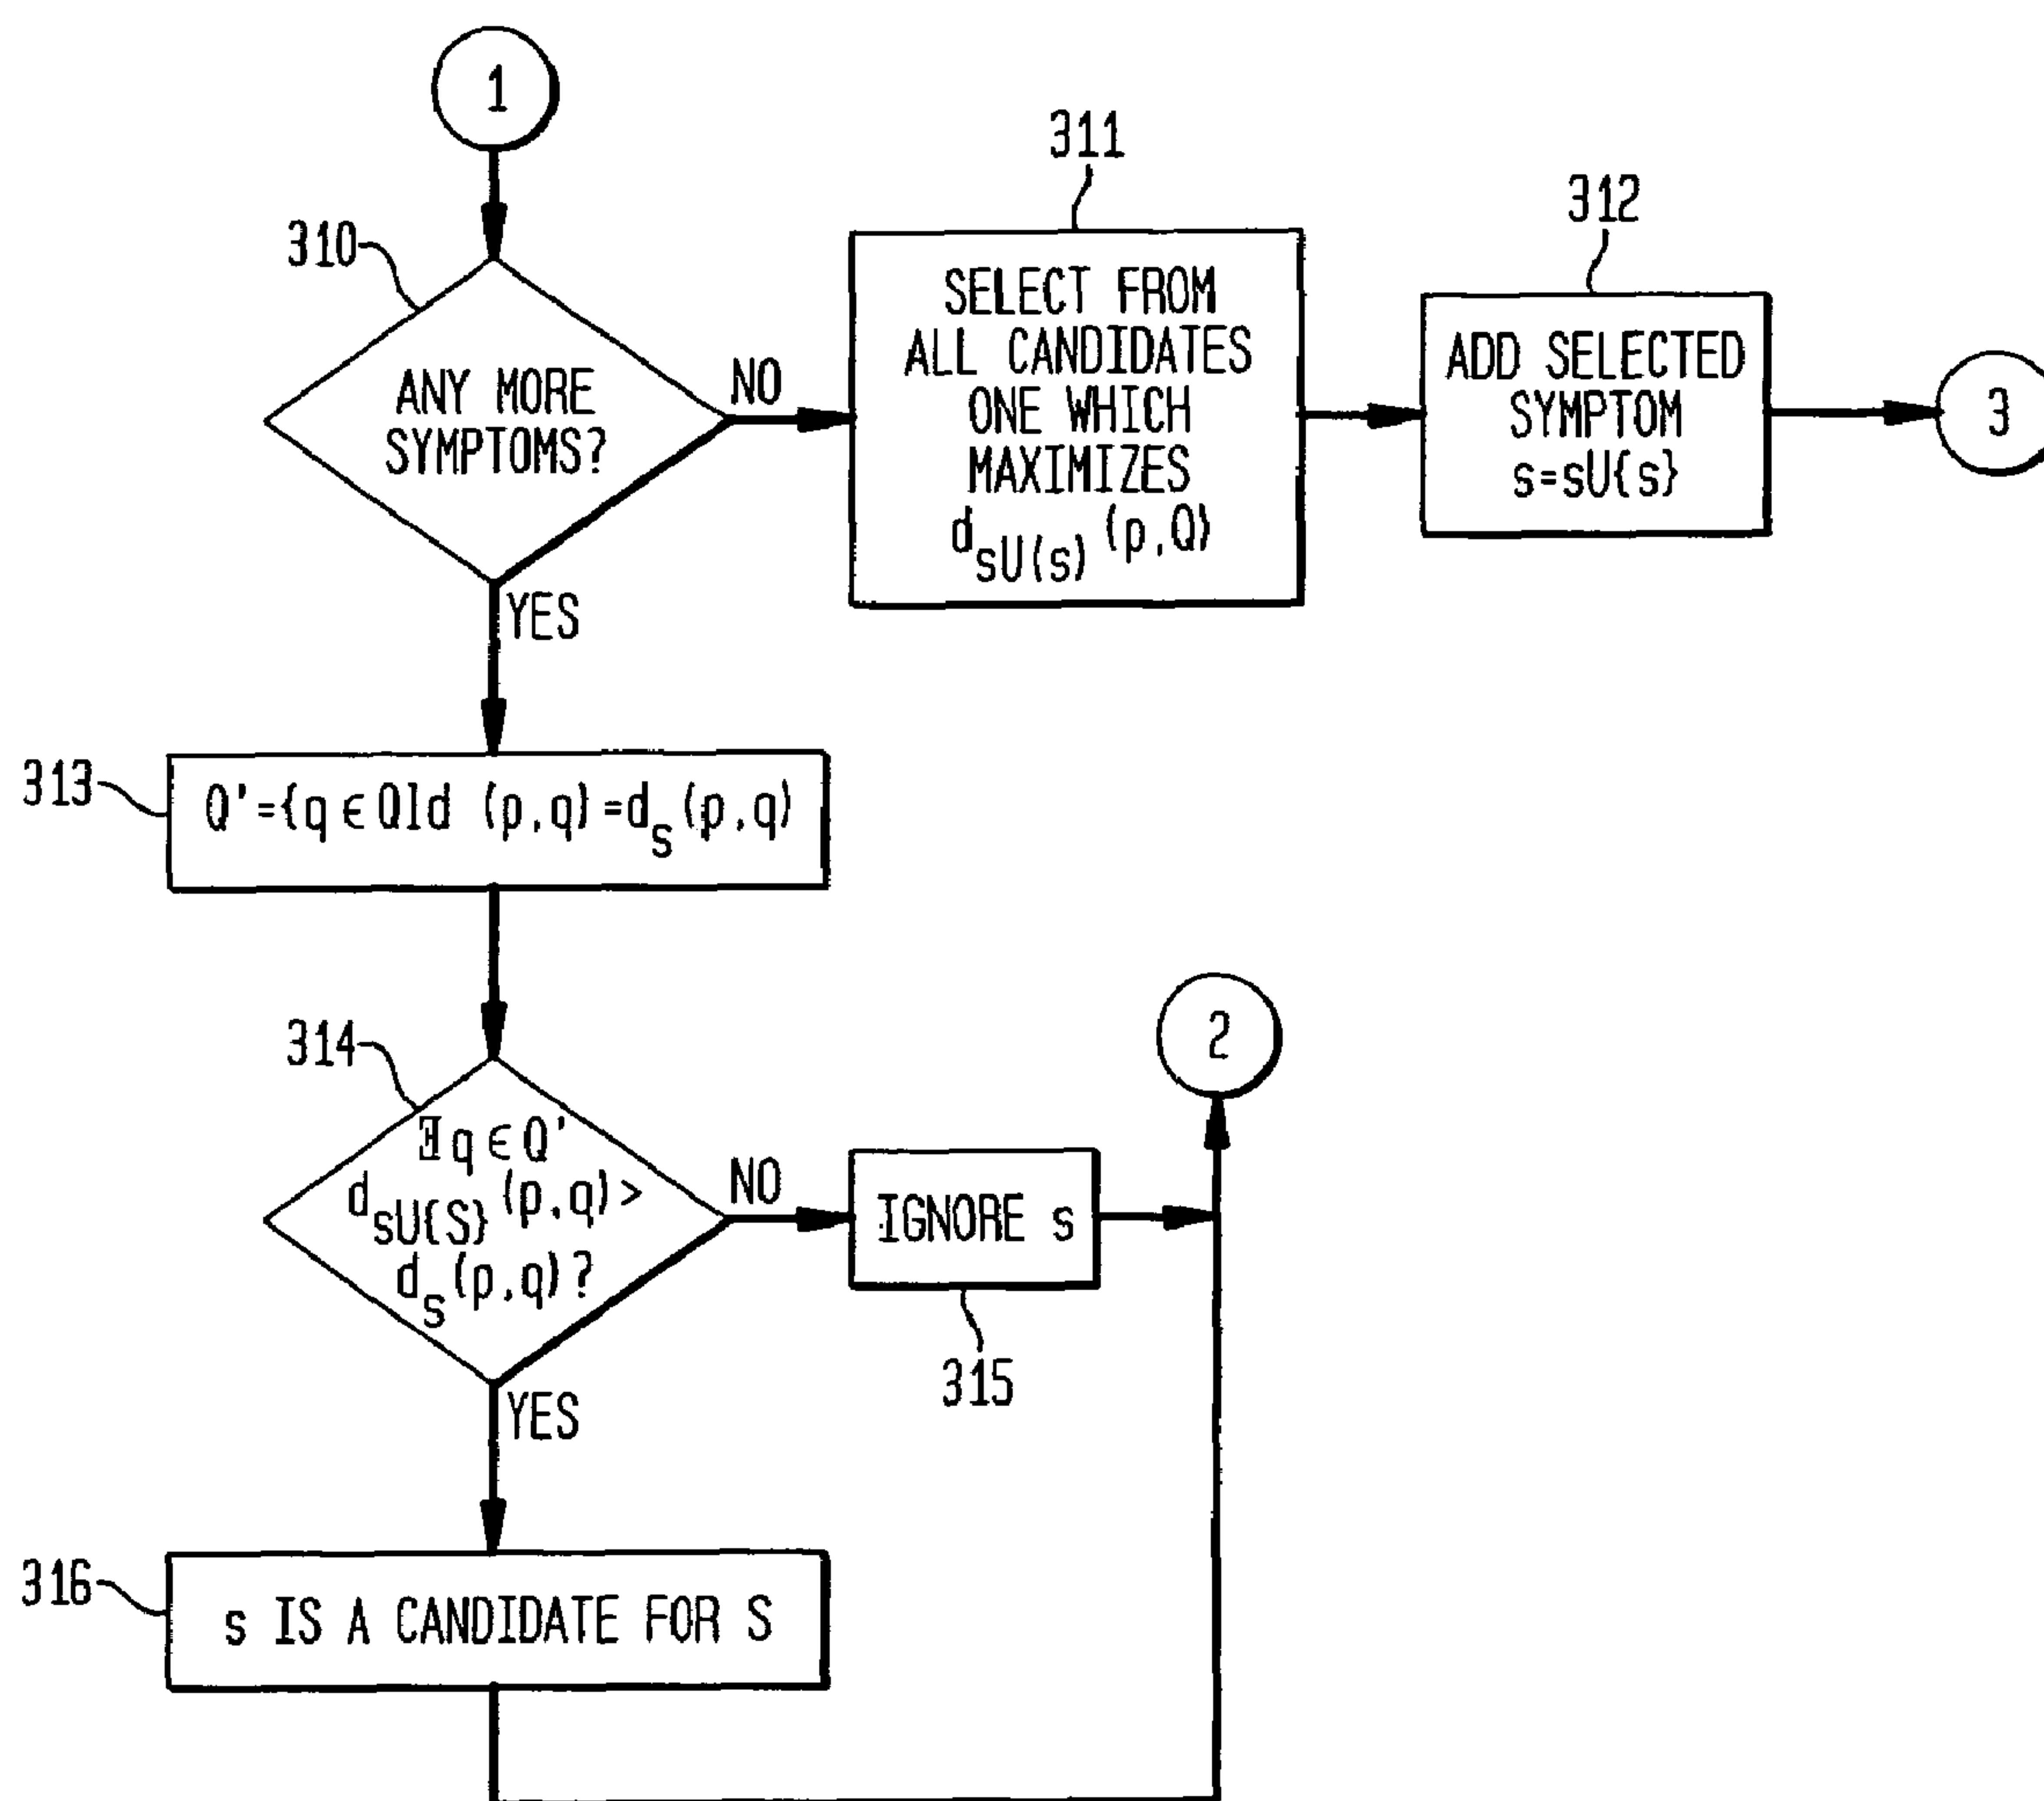 1
310
ANY MORE
SYMPTOMS?
NO
YES
311
SELECT FROM
ALL CANDIDATES
ONE WHICH
MAXIMIZES
d_sU(s) (p,Q)
312
ADD SELECTED
SYMPTOM
s=sU{s}
3
313
Q'={q∈Q]d (p,q)=d_s(p,q)
314
∃q∈Q'
d_sU{S}(p,q)>
d_s(p,q)?
NO
YES
IGNORE s
315
2
316
s IS A CANDIDATE FOR S